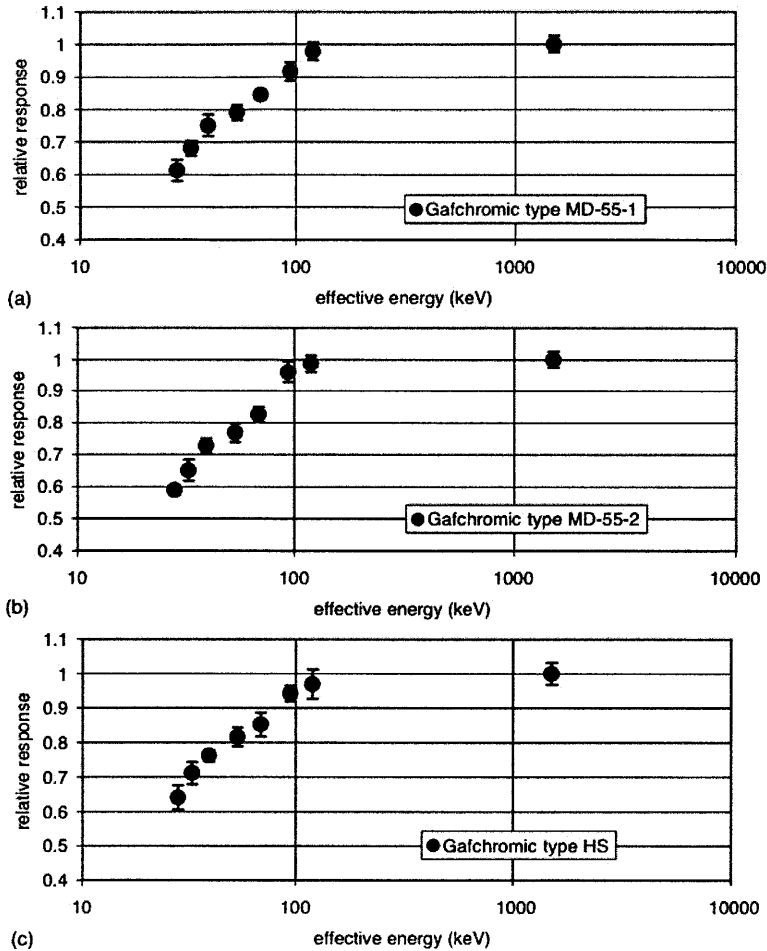 1.1
1
0.9
0.8
0.7
0.6
0.5
0.4
relative response
Gafchromic type MD-55-1
10 100 1000 10000
(a)
effective energy (keV)
1.1
1
0.9
0.8
0.7
0.6
0.5
0.4
relative response
Gafchromic type MD-55-2
10 100 1000 10000
(b)
effective energy (keV)
1.1
1
0.9
0.8
0.7
0.6
0.5
0.4
relative response
Gafchromic type HS
10 100 1000 10000
(c)
effective energy (keV)